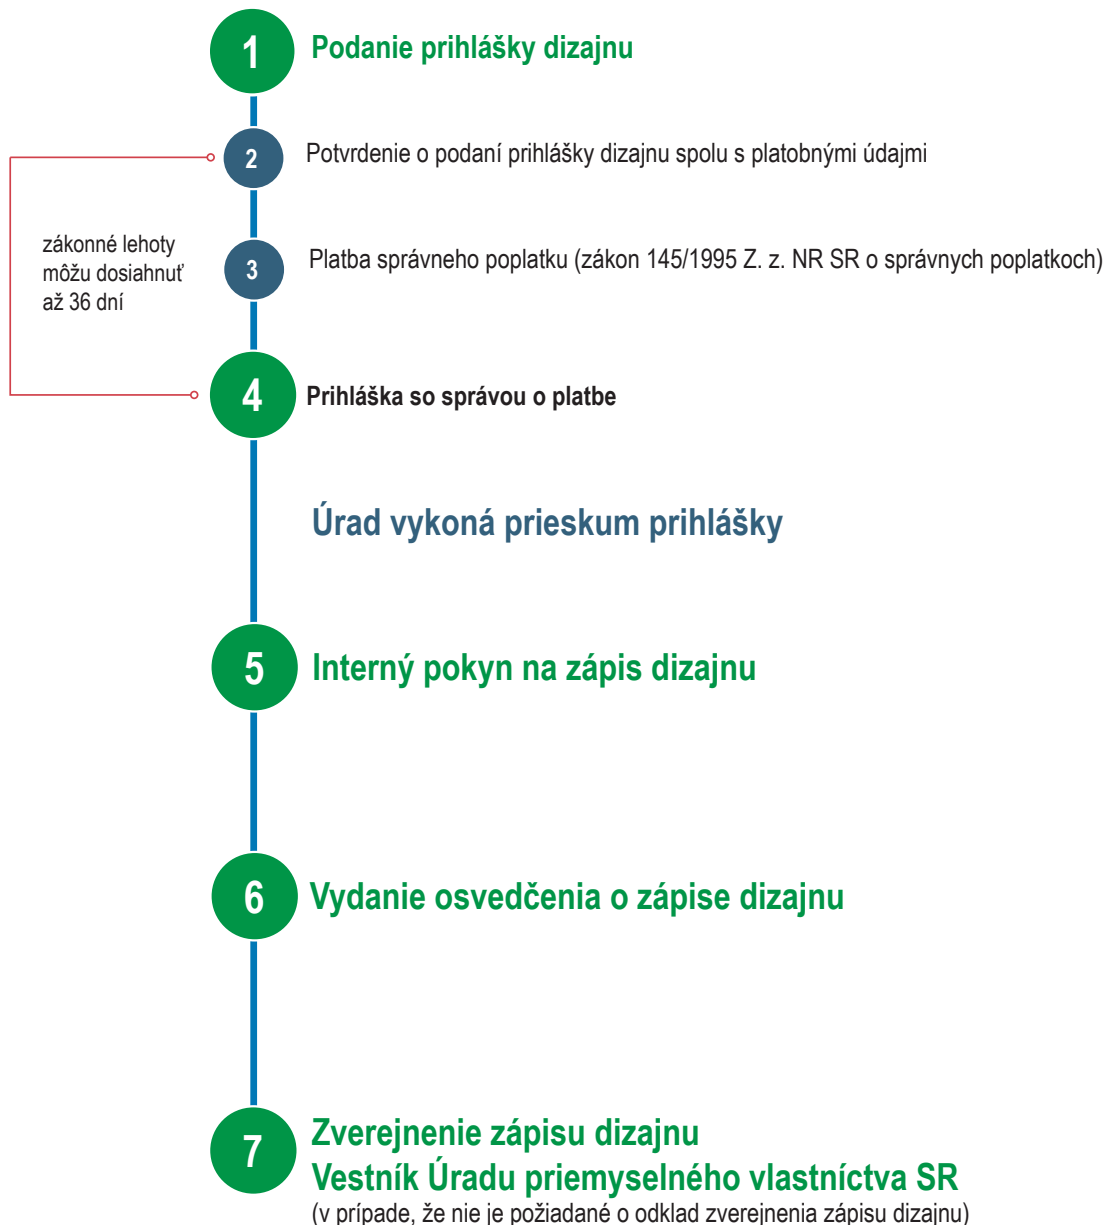 1
Podanie prihlášky dizajnu
2
Potvrdenie o podaní prihlášky dizajnu spolu s platobnými údajmi
zákonné lehoty
môžu dosiahnuť
až 36 dní
3
Platba správneho poplatku (zákon 145/1995 Z. z. NR SR o správnych poplatkoch)
4
Prihláška so správou o platbe
Úrad vykoná prieskum prihlášky
5
Interný pokyn na zápis dizajnu
6
Vydanie osvedčenia o zápise dizajnu
7
Zverejnenie zápisu dizajnu
Vestník Úradu priemyselného vlastníctva SR
(v prípade, že nie je požiadané o odklad zverejnenia zápisu dizajnu)